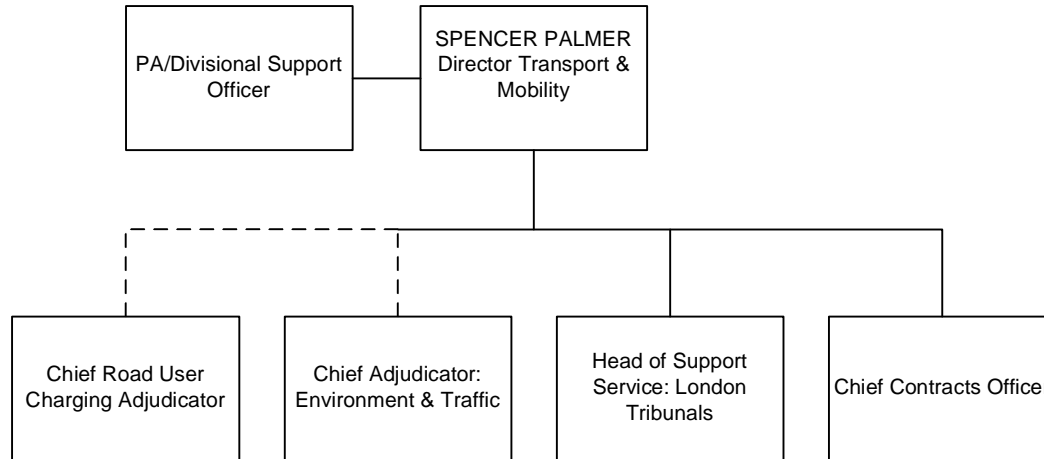 PA/Divisional Support
Officer
SPENCER PALMER
Director Transport &
Mobility
Chief Road User
Charging Adjudicator
Chief Adjudicator:
Environment & Traffic
Head of Support
Service: London
Tribunals
Chief Contracts Office